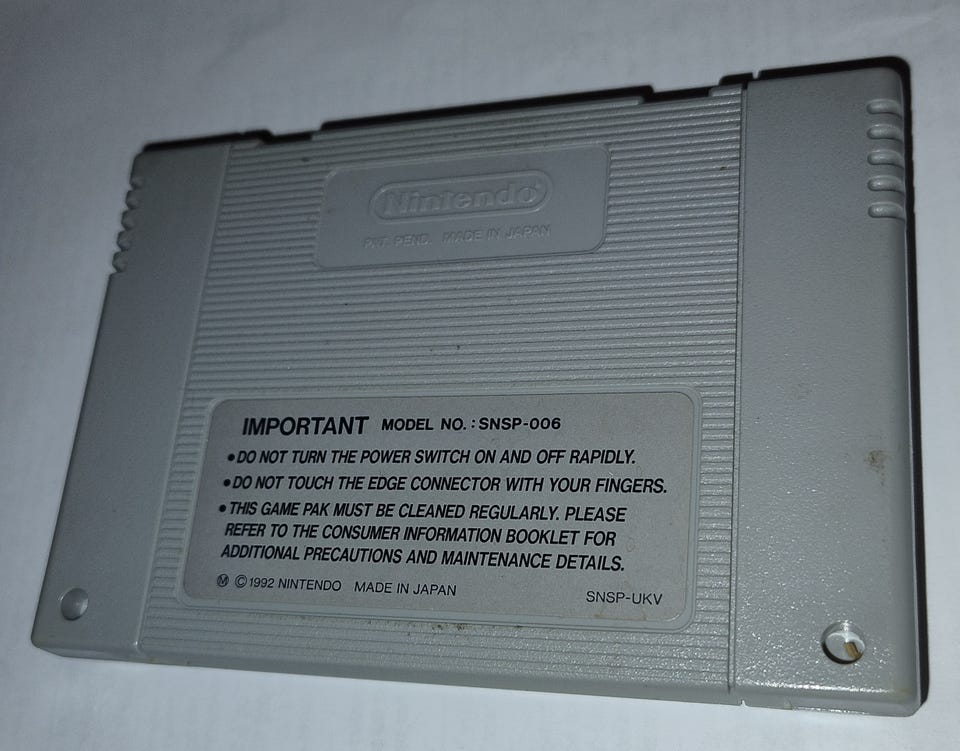 Nintendo®
PAT. PEND. MADE IN JAPAN
IMPORTANT MODEL NO. : SNSP-006
•DO NOT TURN THE POWER SWITCH ON AND OFF RAPIDLY.
•DO NOT TOUCH THE EDGE CONNECTOR WITH YOUR FINGERS.
•THIS GAME PAK MUST BE CLEANED REGULARLY. PLEASE
REFER TO THE CONSUMER INFORMATION BOOKLET FOR
ADDITIONAL PRECAUTIONS AND MAINTENANCE DETAILS.
Ⓜ ©1992 NINTENDO MADE IN JAPAN SNSP-UKV